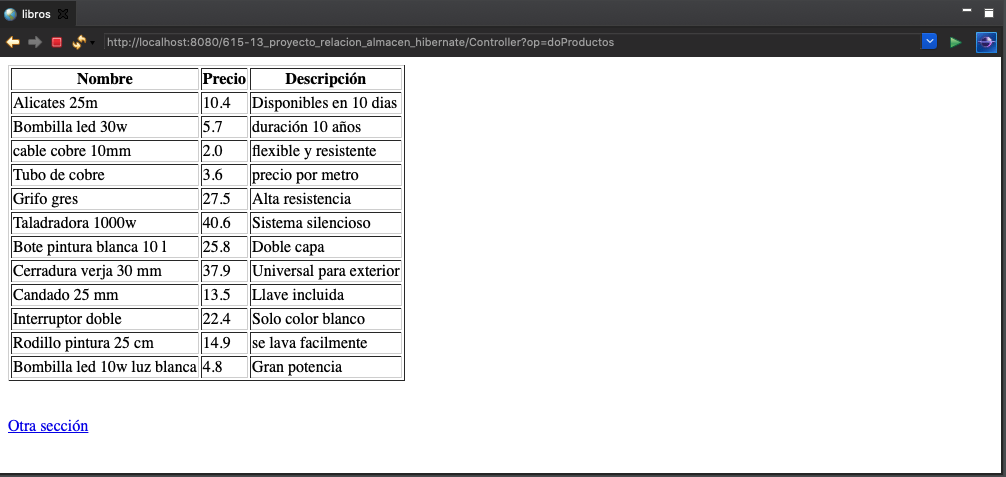 libros
http://localhost:8080/615-13_proyecto_relacion_almacen_hibernate/Controller?op=doProductos
Nombre Precio Descripción
Alicates 25m 10.4 Disponibles en 10 dias
Bombilla led 30w 5.7 duración 10 años
cable cobre 10mm 2.0 flexible y resistente
Tubo de cobre 3.6 precio por metro
Grifo gres 27.5 Alta resistencia
Taladradora 1000w 40.6 Sistema silencioso
Bote pintura blanca 10 l 25.8 Doble capa
Cerradura verja 30 mm 37.9 Universal para exterior
Candado 25 mm 13.5 Llave incluida
Interruptor doble 22.4 Solo color blanco
Rodillo pintura 25 cm 14.9 se lava facilmente
Bombilla led 10w luz blanca 4.8 Gran potencia
Otra sección